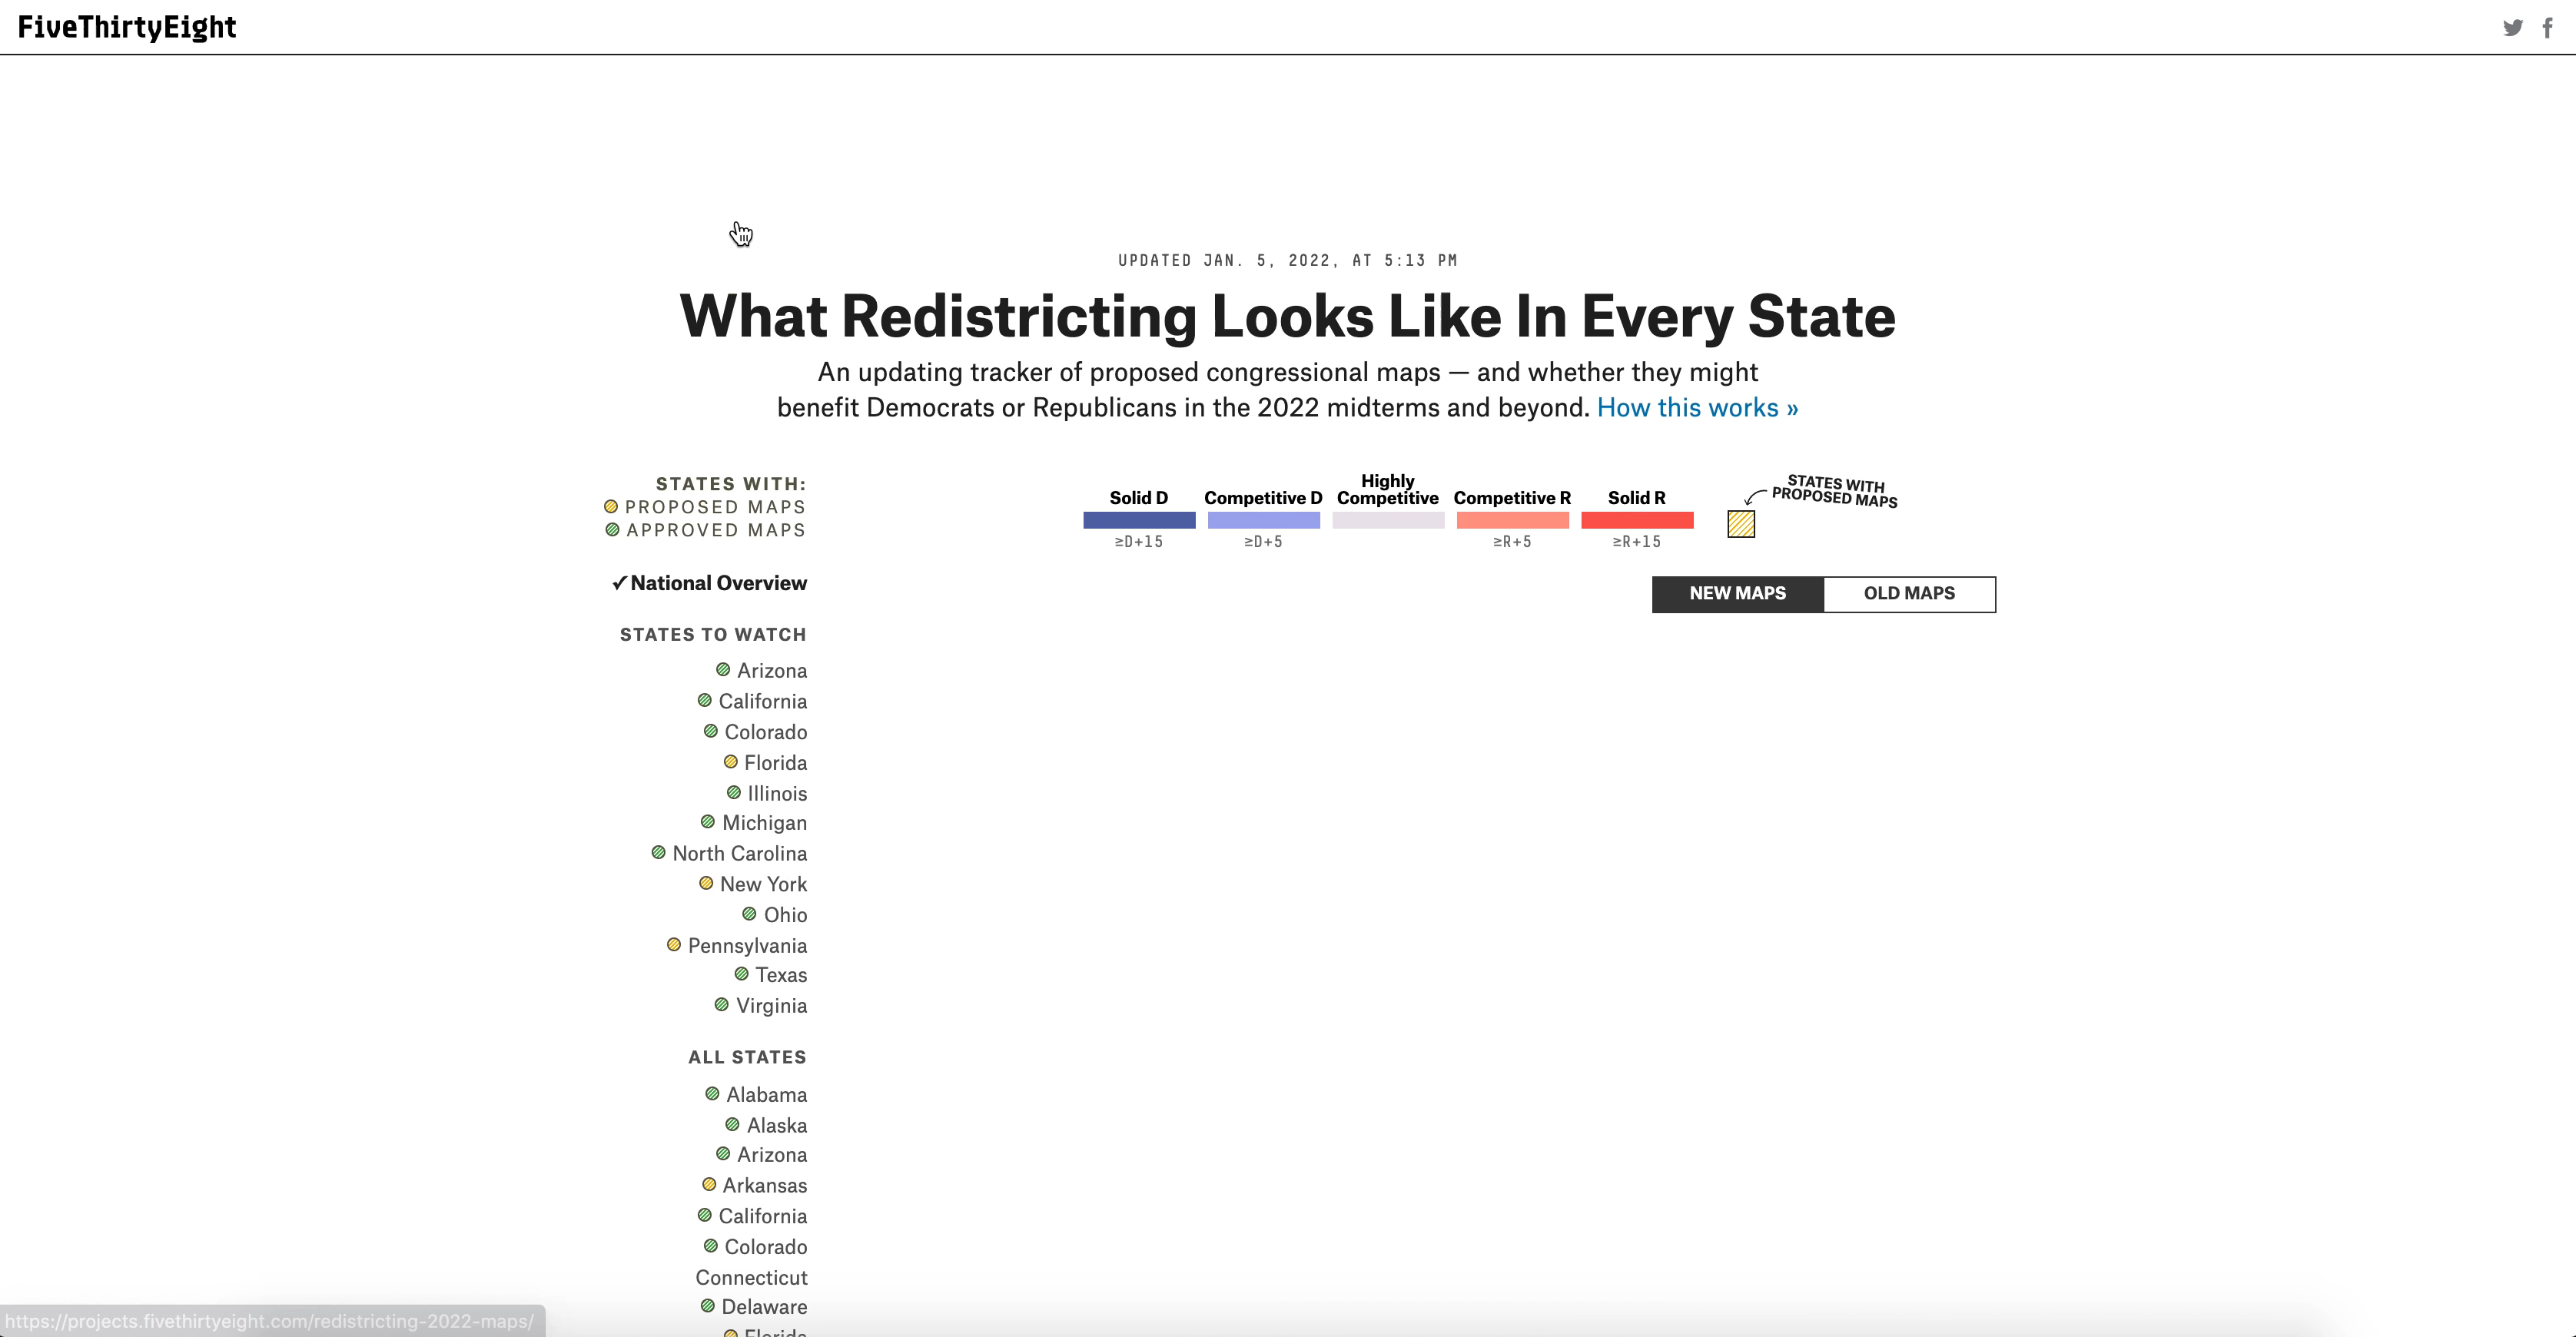 FiveThirtyEight
UPDATED JAN. 5, 2022, AT 5:13 PM
What Redistricting Looks Like In Every State
An updating tracker of proposed congressional maps — and whether they might
benefit Democrats or Republicans in the 2022 midterms and beyond. How this works »
STATES WITH:
PROPOSED MAPS
APPROVED MAPS
✓ National Overview
STATES TO WATCH
Arizona
California
Colorado
Florida
Illinois
Michigan
North Carolina
New York
Ohio
Pennsylvania
Texas
Virginia
ALL STATES
Alabama
Alaska
Arizona
Arkansas
California
Colorado
Connecticut
Delaware
Florida
Solid D
Competitive D
Highly
Competitive
Competitive R
Solid R
≥D+15
≥D+5
≥R+5
≥R+15
STATES WITH
PROPOSED MAPS
NEW MAPS
OLD MAPS
https://projects.fivethirtyeight.com/redistricting-2022-maps/